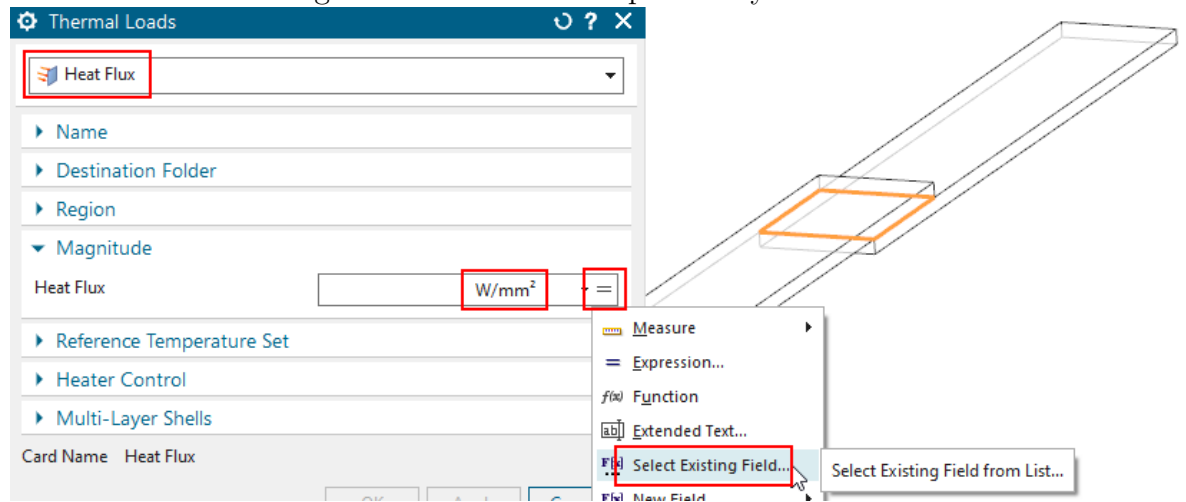 Thermal Loads
Heat Flux
Name
Destination Folder
Region
Magnitude
Heat Flux W/mm²
=
Reference Temperature Set
Heater Control
Multi-Layer Shells
Card Name Heat Flux
Measure
= Expression...
f(x) Function
ab Extended Text...
Select Existing Field...
Select Existing Field from List...
New Field